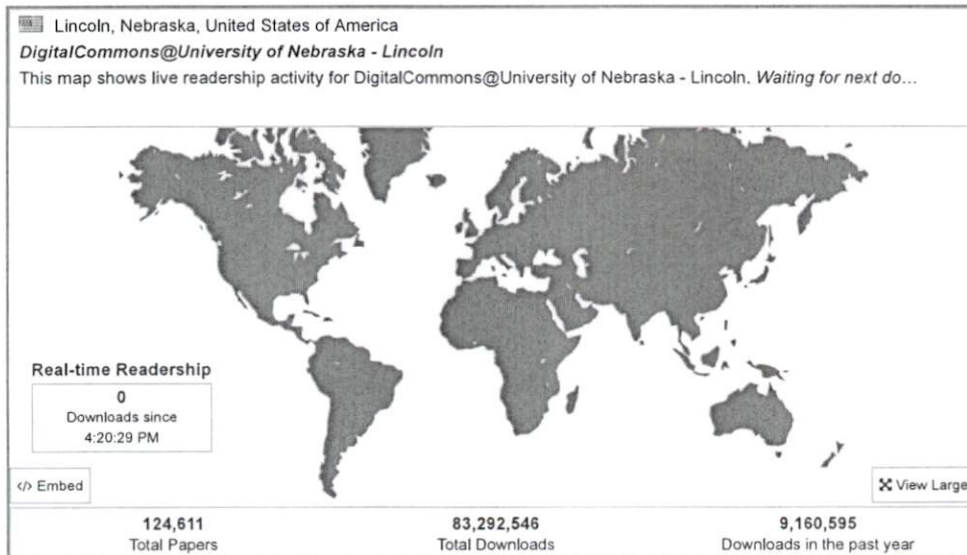 Lincoln, Nebraska, United States of America
DigitalCommons@University of Nebraska - Lincoln
This map shows live readership activity for DigitalCommons@University of Nebraska - Lincoln. Waiting for next do…
Real-time Readership
0
Downloads since
4:20:29 PM
</> Embed
View Large
124,611
Total Papers
83,292,546
Total Downloads
9,160,595
Downloads in the past year